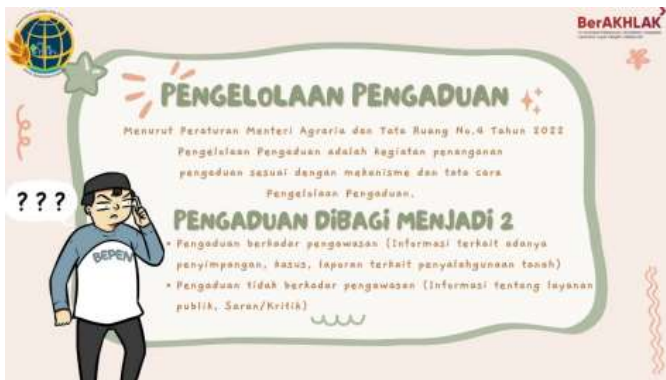 BerAKHLAK
PENGELOLAAN PENGADUAN
Menurut Peraturan Menteri Agraria dan Tata Ruang No.4 Tahun 2022
Pengelolaan Pengaduan adalah kegiatan penanganan
pengaduan sesuai dengan mekanisme dan tata cara
Pengelolaan Pengaduan.
? ? ?
PENGADUAN DiBAGI MENJADi 2
• Pengaduan berkadar pengawasan (Informasi terkait adanya
penyimpangan, kasus, laporan terkait penyalahgunaan tanah)
• Pengaduan tidak berkadar pengawasan (Informasi tentang layanan
publik, Saran/Kritik)
BEPEN